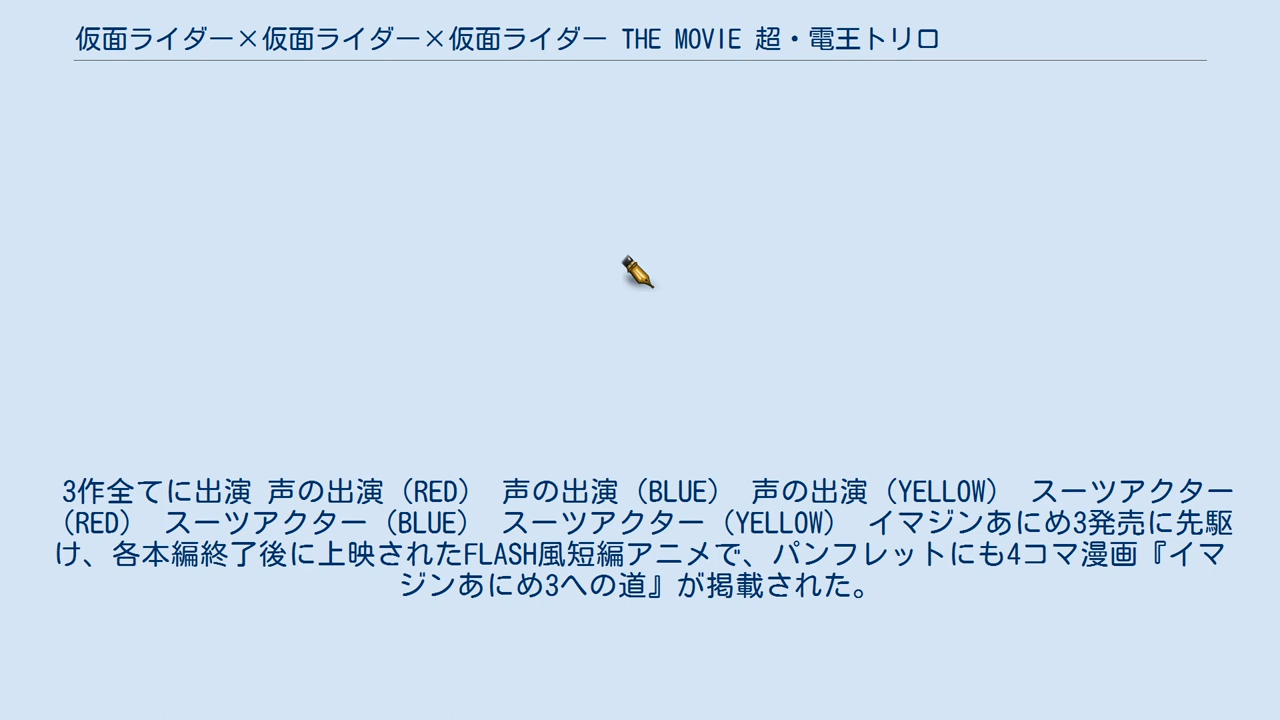 仮面ライダー×仮面ライダー×仮面ライダー THE MOVIE 超・電王トリロ
3作全てに出演 声の出演（RED） 声の出演（BLUE） 声の出演（YELLOW） スーツアクター
（RED） スーツアクター（BLUE） スーツアクター（YELLOW） イマジンあにめ3発売に先駆
け、各本編終了後に上映されたFLASH風短編アニメで、パンフレットにも4コマ漫画『イマ
ジンあにめ3への道』が掲載された。